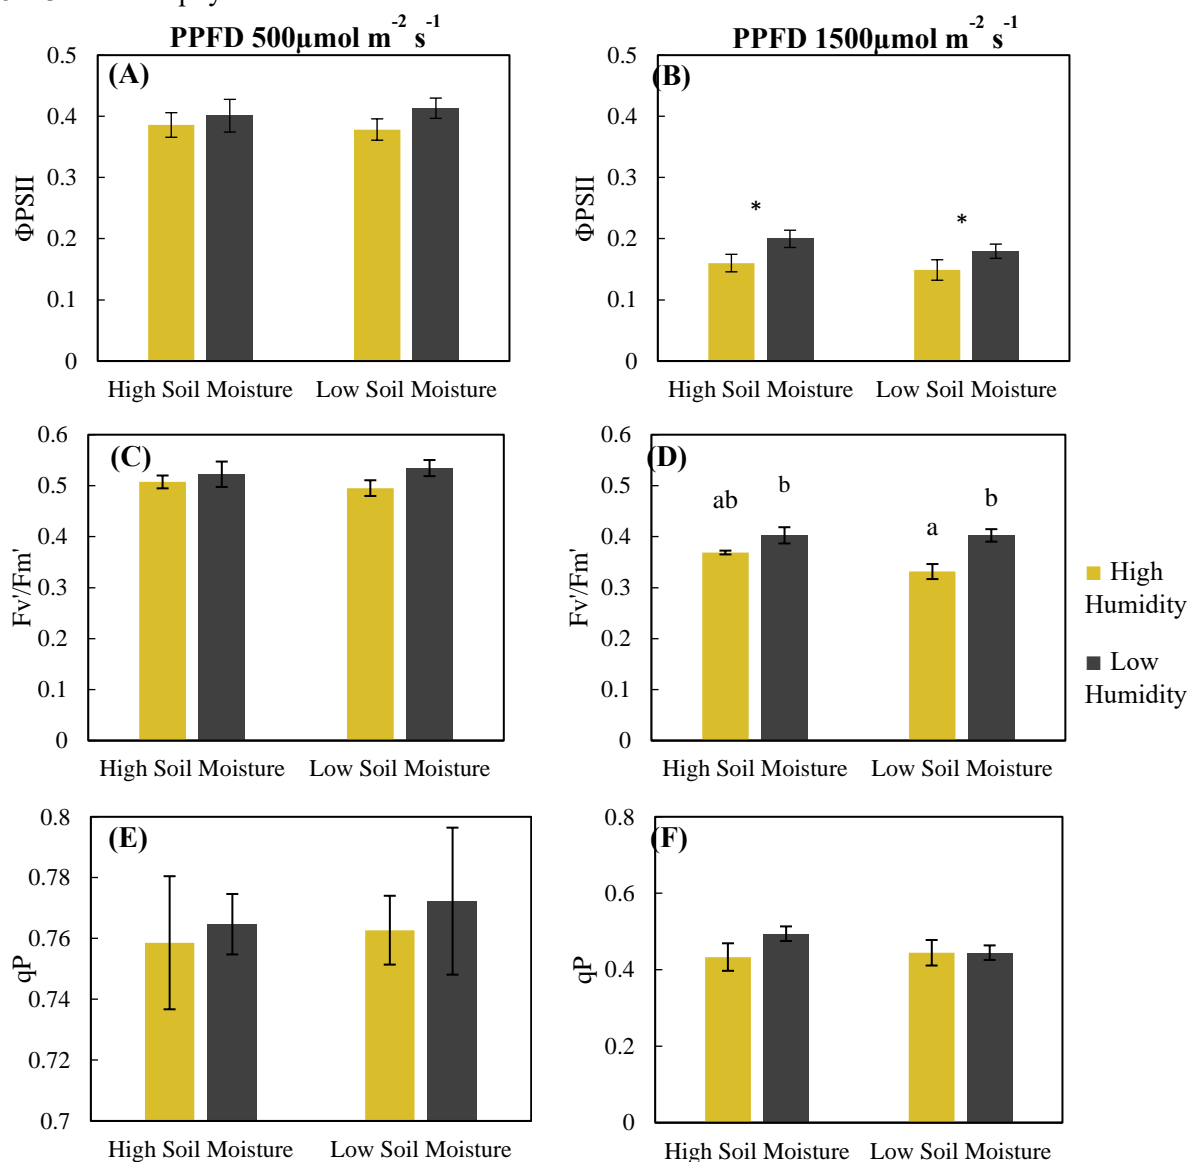 PPFD 500µmol m⁻² s⁻¹
PPFD 1500µmol m⁻² s⁻¹
(A)
ΦPSII
0.5
0.4
0.3
0.2
0.1
0
High Soil Moisture
Low Soil Moisture
(B)
ΦPSII
0.5
0.4
0.3
0.2
0.1
0
*
*
High Soil Moisture
Low Soil Moisture
(C)
Fv'/Fm'
0.6
0.5
0.4
0.3
0.2
0.1
0
High Soil Moisture
Low Soil Moisture
(D)
Fv'/Fm'
0.6
0.5
0.4
0.3
0.2
0.1
0
ab
b
a
b
High Soil Moisture
Low Soil Moisture
High
Humidity
Low
Humidity
(E)
qP
0.8
0.78
0.76
0.74
0.72
0.7
High Soil Moisture
Low Soil Moisture
(F)
qP
0.8
0.6
0.4
0.2
0
High Soil Moisture
Low Soil Moisture